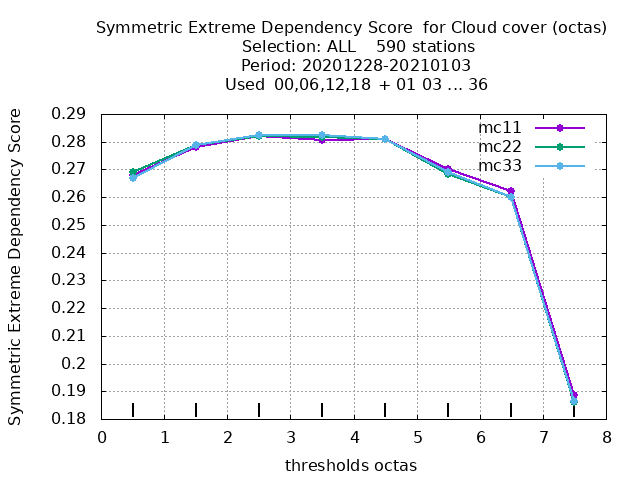 Symmetric Extreme Dependency Score  for Cloud cover (octas)
Selection: ALL    590 stations
Period: 20201228-20210103
Used  00,06,12,18  + 01 03 ... 36
Symmetric Extreme Dependency Score
0.29
0.28
0.27
0.26
0.25
0.24
0.23
0.22
0.21
0.2
0.19
0.18
mc11
mc22
mc33
0 1 2 3 4 5 6 7 8
thresholds octas